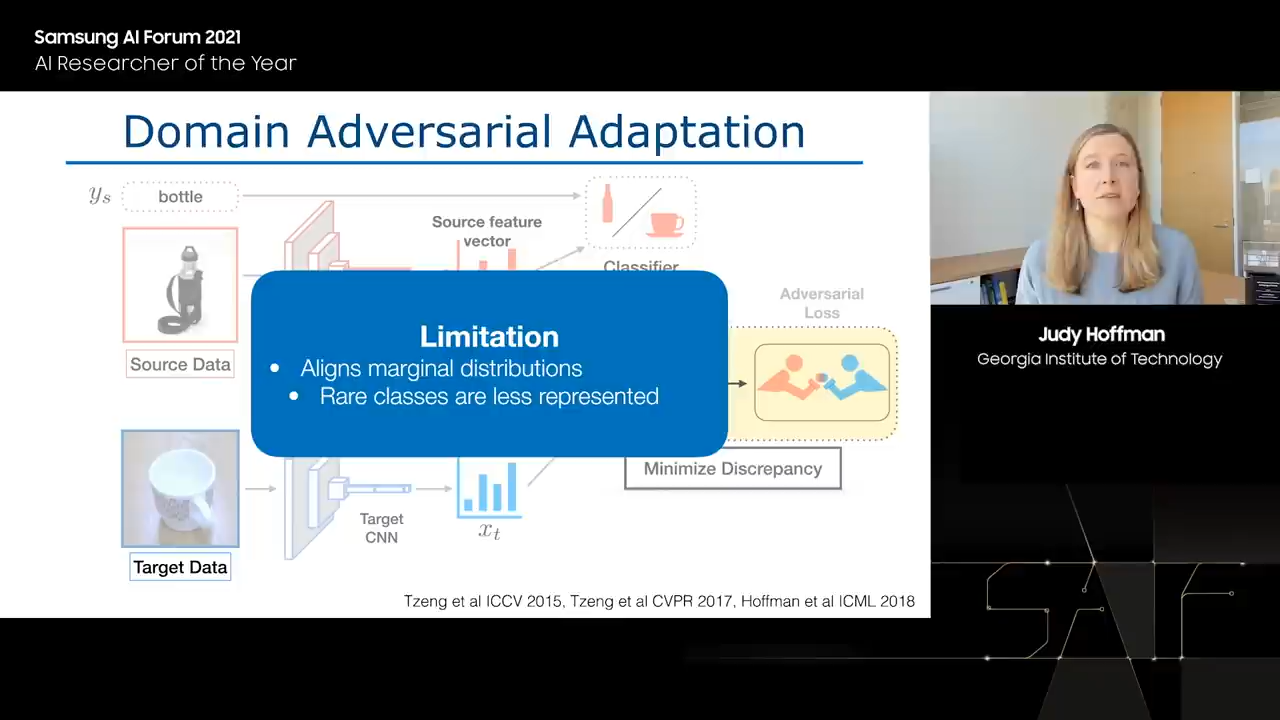 Samsung AI Forum 2021
AI Researcher of the Year
Domain Adversarial Adaptation
y_s
bottle
Source feature
vector
Classifier
Adversarial
Loss
Source Data
Limitation
• Aligns marginal distributions
• Rare classes are less represented
Minimize Discrepancy
Target
CNN
x_t
Target Data
Tzeng et al ICCV 2015, Tzeng et al CVPR 2017, Hoffman et al ICML 2018
Judy Hoffman
Georgia Institute of Technology
SAIF